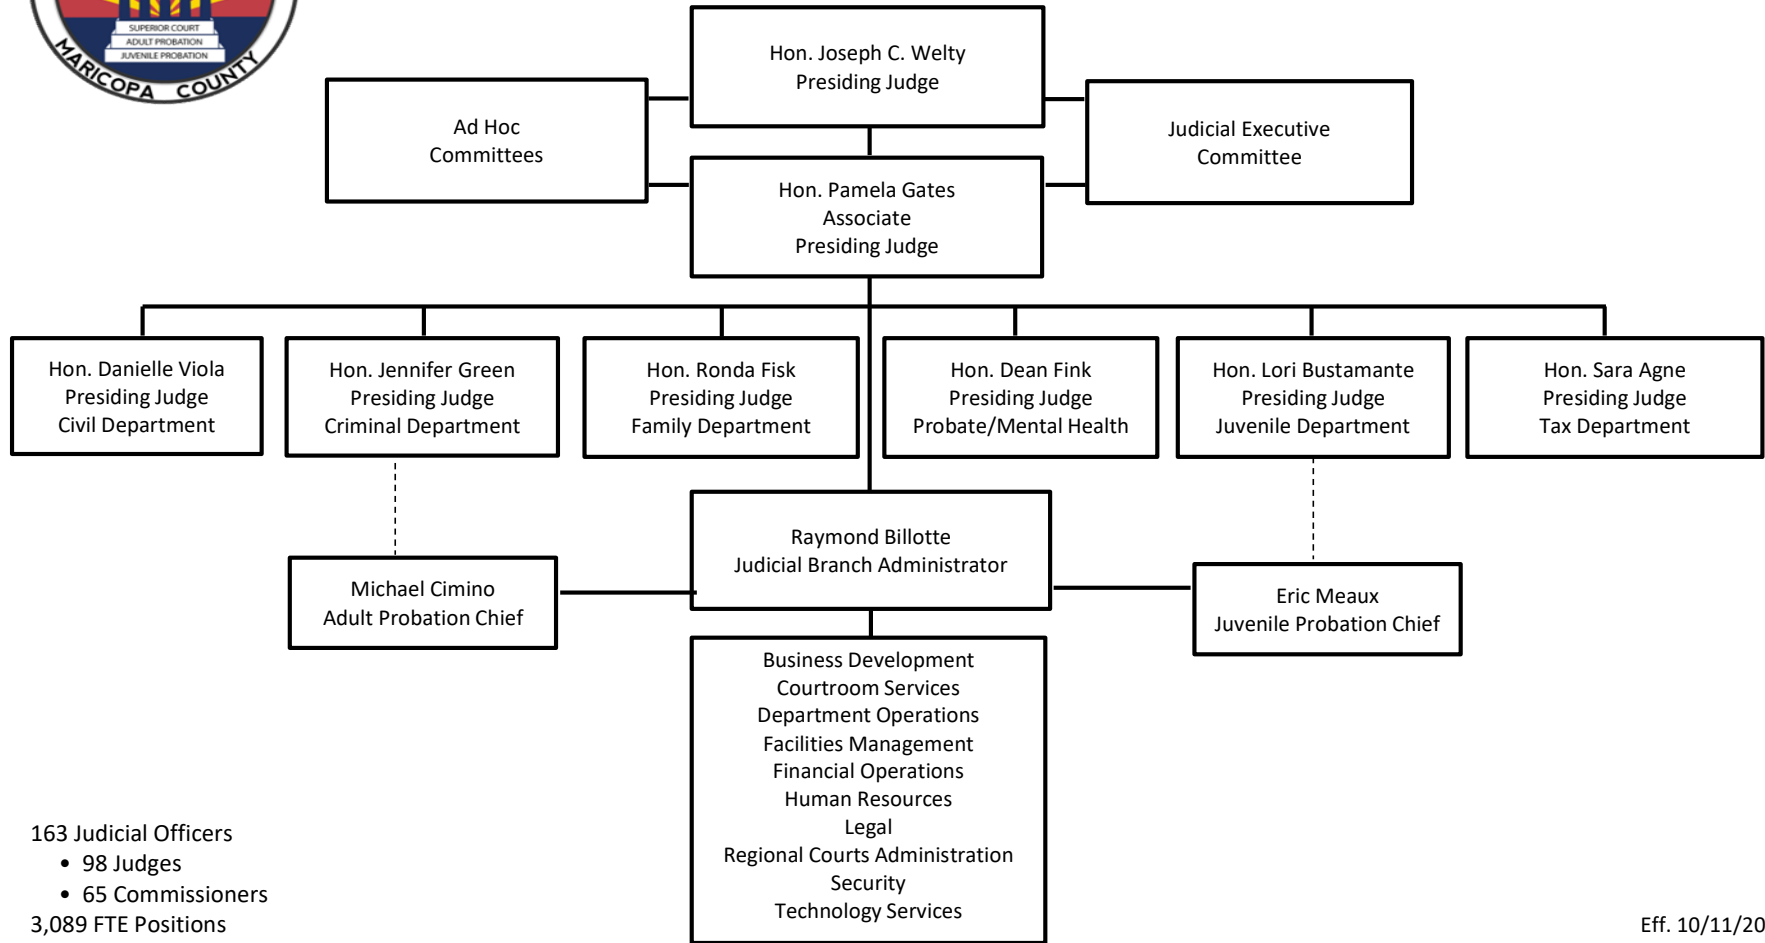 SUPERIOR COURT
ADULT PROBATION
JUVENILE PROBATION
MARICOPA COUNTY
Hon. Joseph C. Welty
Presiding Judge
Ad Hoc
Committees
Judicial Executive
Committee
Hon. Pamela Gates
Associate
Presiding Judge
Hon. Danielle Viola
Presiding Judge
Civil Department
Hon. Jennifer Green
Presiding Judge
Criminal Department
Hon. Ronda Fisk
Presiding Judge
Family Department
Hon. Dean Fink
Presiding Judge
Probate/Mental Health
Hon. Lori Bustamante
Presiding Judge
Juvenile Department
Hon. Sara Agne
Presiding Judge
Tax Department
Raymond Billotte
Judicial Branch Administrator
Michael Cimino
Adult Probation Chief
Eric Meaux
Juvenile Probation Chief
Business Development
Courtroom Services
Department Operations
Facilities Management
Financial Operations
Human Resources
Legal
Regional Courts Administration
Security
Technology Services
163 Judicial Officers
• 98 Judges
• 65 Commissioners
3,089 FTE Positions
Eff. 10/11/20